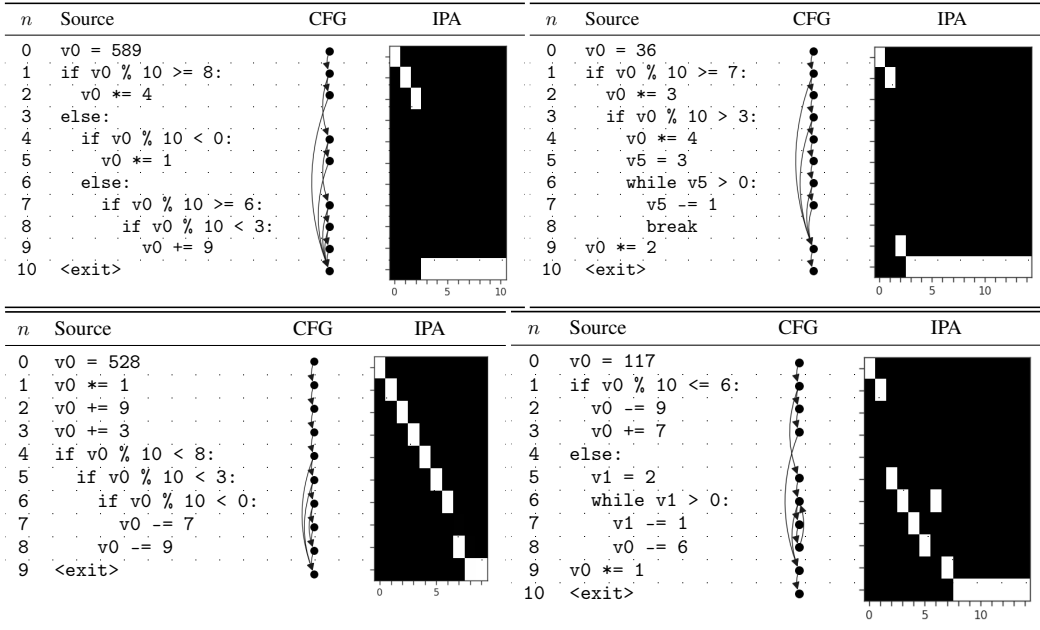 n Source CFG IPA
0 v0 = 589
1 if v0 % 10 >= 8:
2 v0 *= 4
3 else:
4 if v0 % 10 < 0:
5 v0 *= 1
6 else:
7 if v0 % 10 >= 6:
8 if v0 % 10 < 3:
9 v0 += 9
10 <exit>
0 5 10
n Source CFG IPA
0 v0 = 36
1 if v0 % 10 >= 7:
2 v0 *= 3
3 if v0 % 10 > 3:
4 v0 *= 4
5 v5 = 3
6 while v5 > 0:
7 v5 -= 1
8 break
9 v0 *= 2
10 <exit>
0 5 10
n Source CFG IPA
0 v0 = 528
1 v0 *= 1
2 v0 += 9
3 v0 += 3
4 if v0 % 10 < 8:
5 if v0 % 10 < 3:
6 if v0 % 10 < 0:
7 v0 -= 7
8 v0 -= 9
9 <exit>
0 5
n Source CFG IPA
0 v0 = 117
1 if v0 % 10 <= 6:
2 v0 -= 9
3 v0 += 7
4 else:
5 v1 = 2
6 while v1 > 0:
7 v1 -= 1
8 v0 -= 6
9 v0 *= 1
10 <exit>
0 5 10